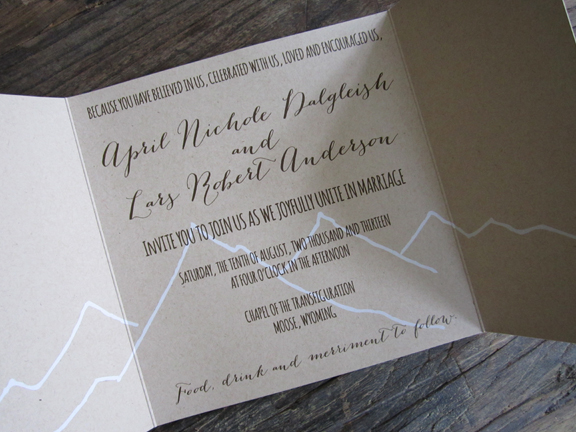 BECAUSE YOU HAVE BELIEVED IN US, CELEBRATED WITH US, LOVED AND ENCOURAGED US,
April Nichole Dalgleish
and
Lars Robert Anderson
INVITE YOU TO JOIN US AS WE JOYFULLY UNITE IN MARRIAGE
SATURDAY, THE TENTH OF AUGUST, TWO THOUSAND AND THIRTEEN
AT FOUR O'CLOCK IN THE AFTERNOON
CHAPEL OF THE TRANSFIGURATION
MOOSE, WYOMING
Food, drink and merriment to follow.